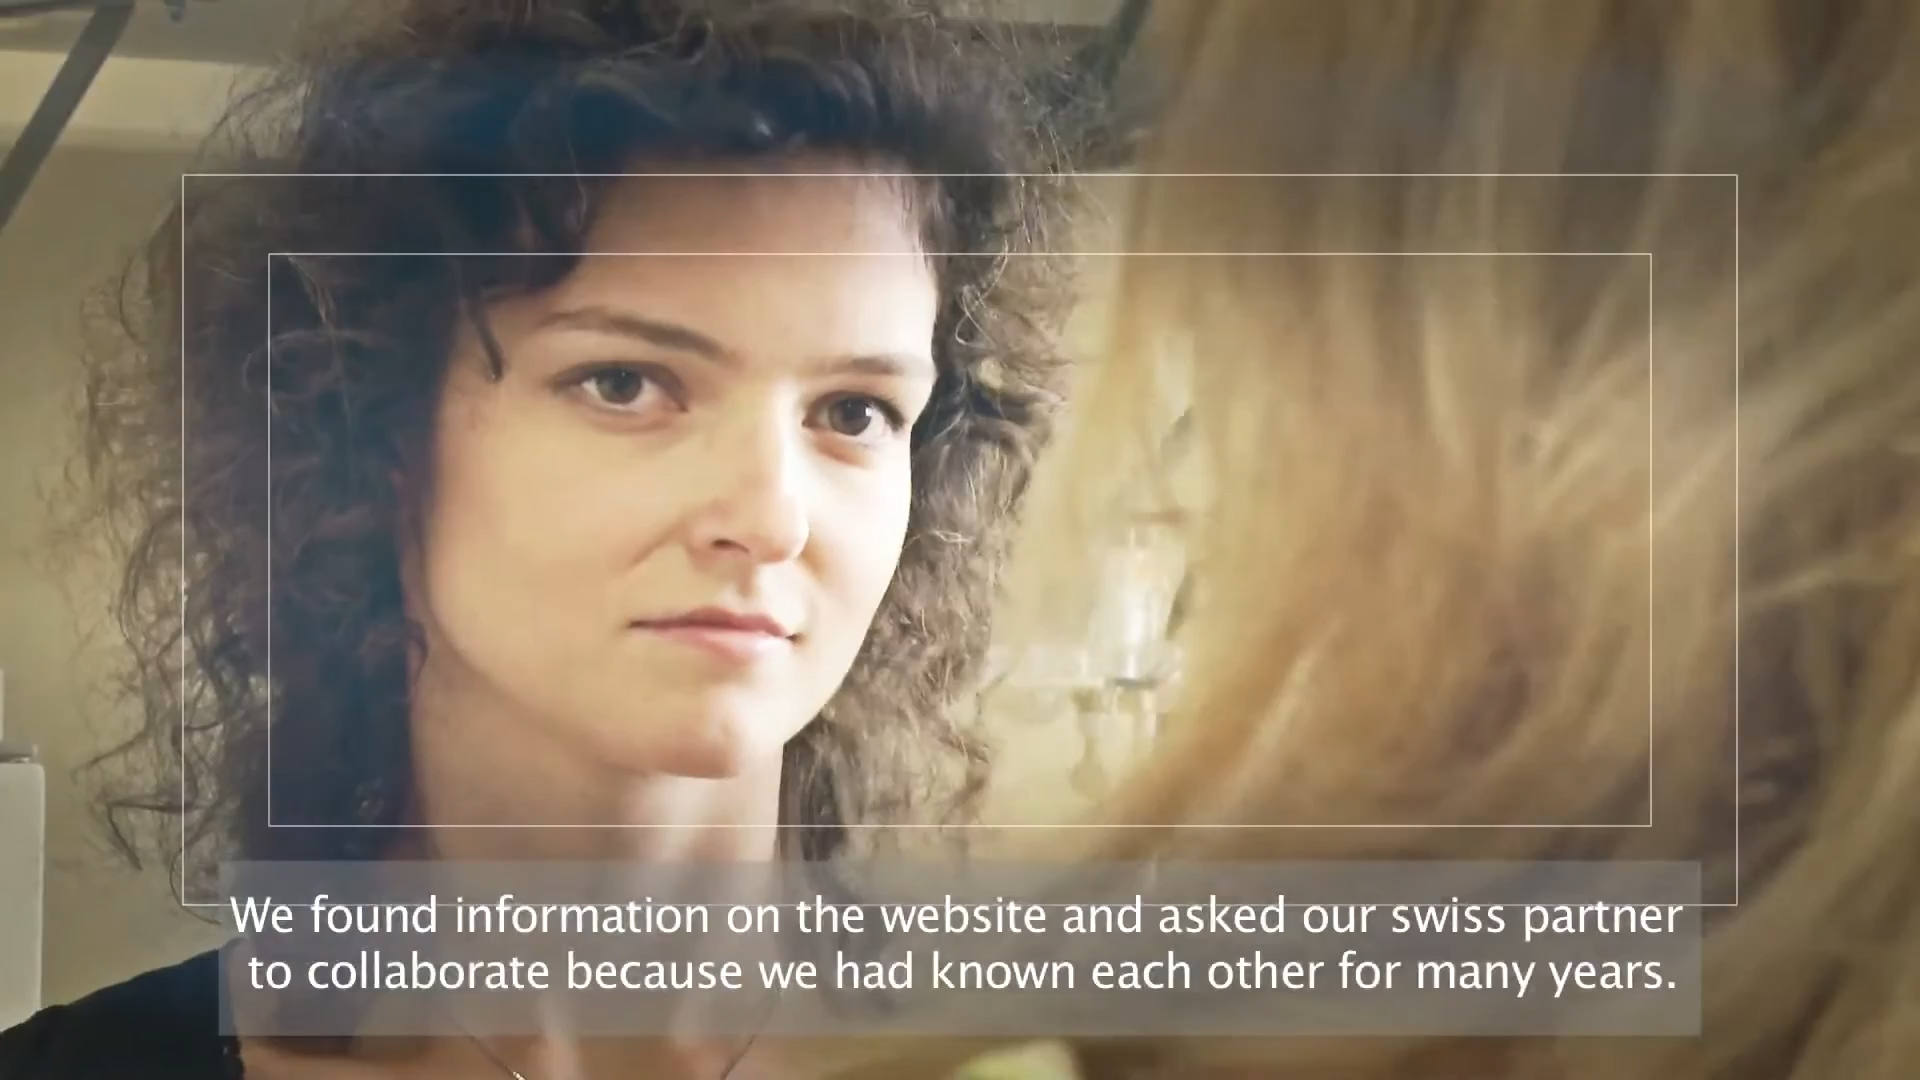 We found information on the website and asked our swiss partner
to collaborate because we had known each other for many years.